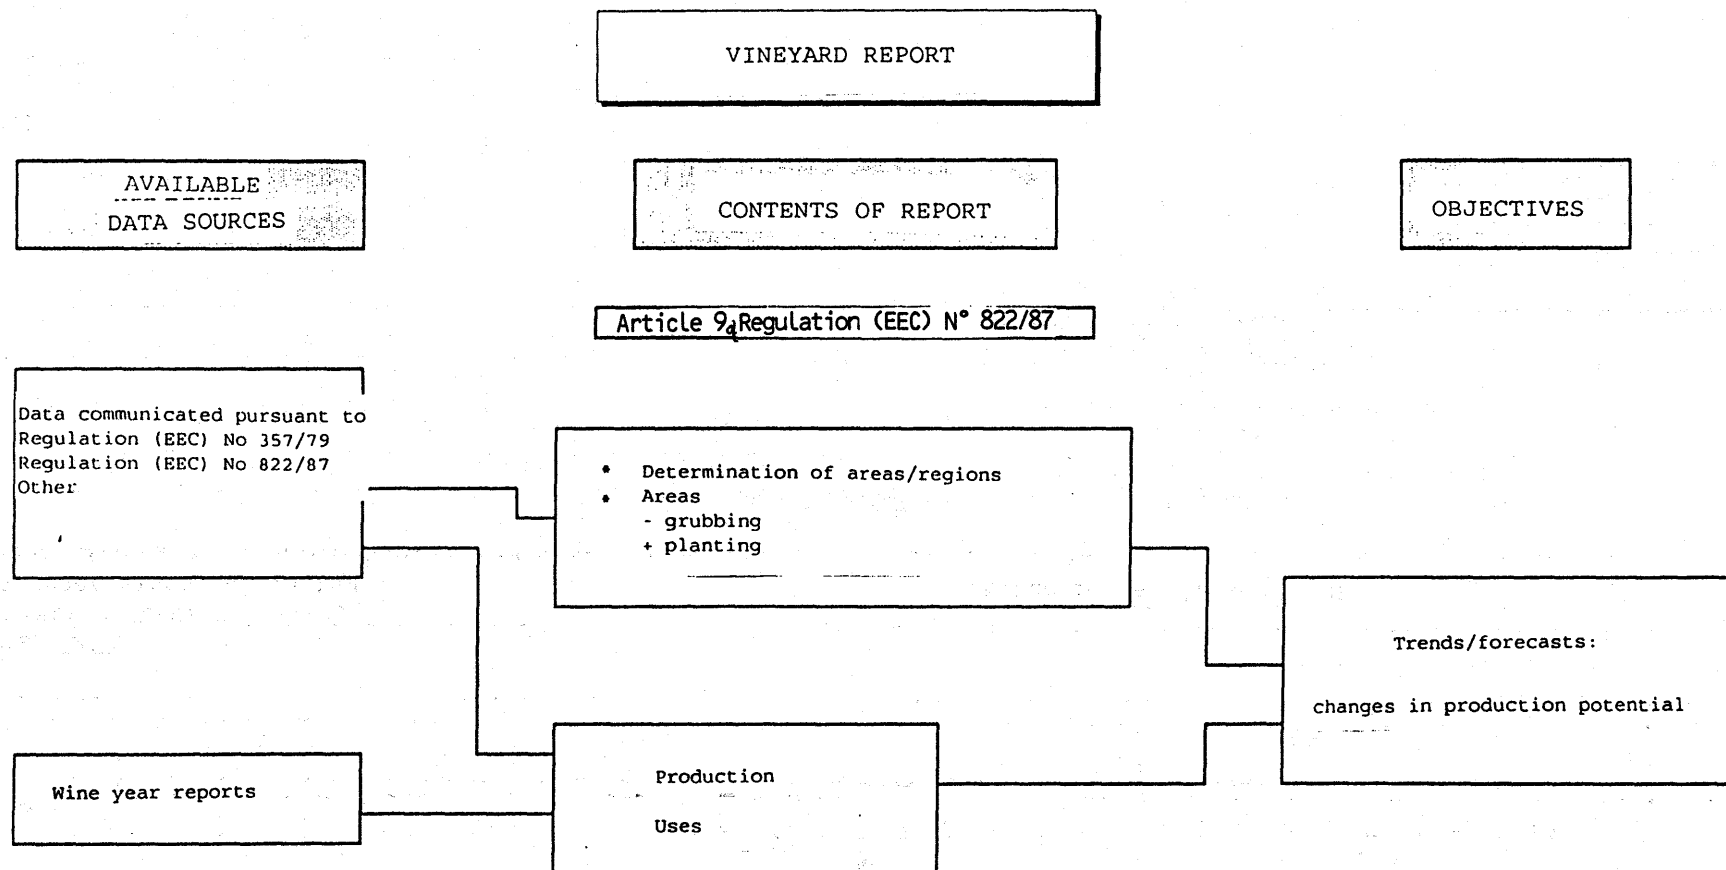 VINEYARD REPORT
AVAILABLE
DATA SOURCES
CONTENTS OF REPORT
OBJECTIVES
Article 9d Regulation (EEC) N° 822/87
Data communicated pursuant to
Regulation (EEC) No 357/79
Regulation (EEC) No 822/87
Other
* Determination of areas/regions
* Areas
- grubbing
+ planting
Trends/forecasts:
changes in production potential
Wine year reports
Production
Uses